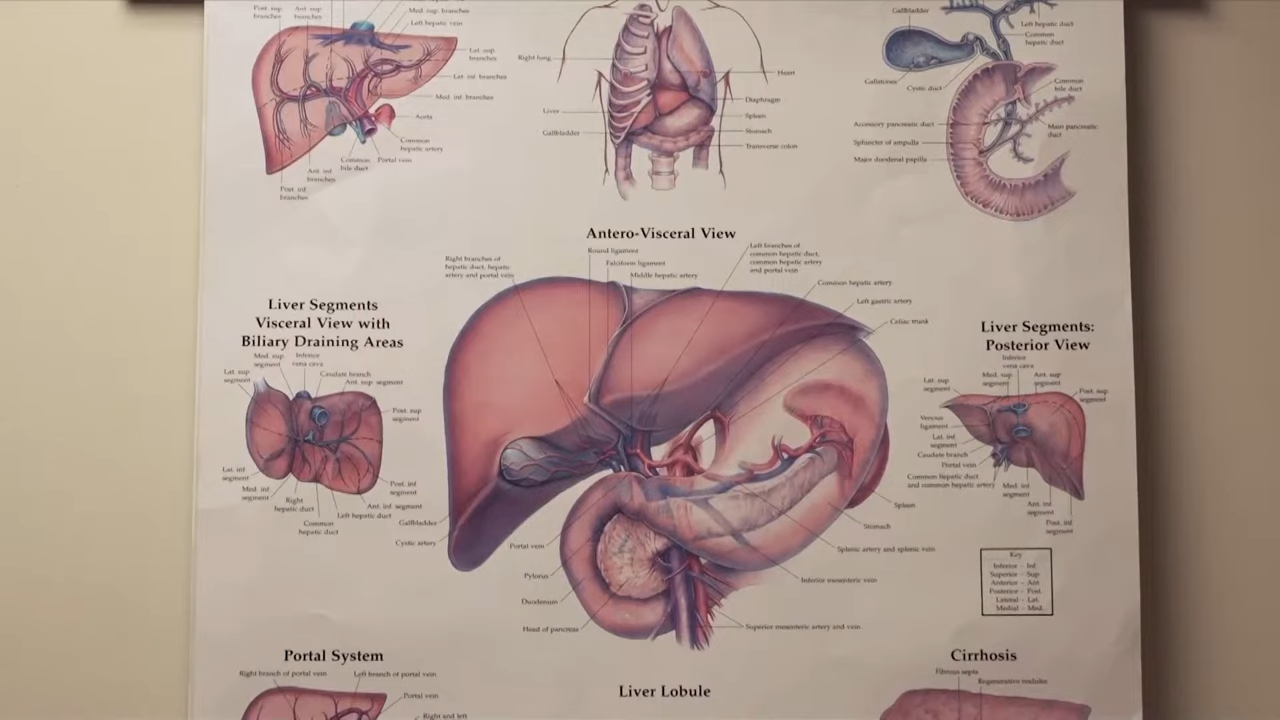 Post. sup
branches
Ant. sup
branches
Med. sup. branches
Left hepatic vein
Lat. sup.
branches
Lat. inf. branches
Med. inf. branches
Aorta
Common
hepatic artery
Portal vein
Common
bile duct
Ant. inf
branches
Post. inf.
branches
Right lung
Liver
Gallbladder
Heart
Diaphragm
Spleen
Stomach
Transverse colon
Gallbladder
Left hepatic duct
Common
hepatic duct
Gallstones
Cystic duct
Common
bile duct
Accessory pancreatic duct
Main pancreatic
duct
Sphincter of ampulla
Major duodenal papilla
Antero-Visceral View
Round ligament
Falciform ligament
Middle hepatic artery
Right branches of
hepatic duct, hepatic
artery and portal vein
Left branches of
common hepatic duct,
common hepatic artery
and portal vein
Common hepatic artery
Left gastric artery
Celiac trunk
Gallbladder
Cystic artery
Portal vein
Pylorus
Duodenum
Head of pancreas
Spleen
Stomach
Splenic artery and splenic vein
Inferior mesenteric vein
Superior mesenteric artery and vein
Liver Segments
Visceral View with
Biliary Draining Areas
Med. sup
segment
Inferior
vena cava
Lat. sup
segment
Caudate branch
Ant. sup segment
Post. sup
segment
Lat. inf
segment
Med. inf
segment
Right
hepatic duct
Common
hepatic duct
Left hepatic duct
Ant. inf segment
Post. inf
segment
Liver Segments:
Posterior View
Inferior
vena cava
Lat. sup
segment
Med. sup
segment
Ant. sup
segment
Post. sup
segment
Venous
ligament
Lat. inf
segment
Caudate branch
Portal vein
Common hepatic duct
and common hepatic artery
Med. inf
segment
Ant. inf
segment
Post. inf
segment
Key
Inferior - Inf.
Superior - Sup
Anterior - Ant
Posterior - Post.
Lateral - Lat.
Medial - Med.
Portal System
Right branch of portal vein
Left branch of portal vein
Portal vein
Right and left
Liver Lobule
Cirrhosis
Fibrous septa
Regenerative nodules